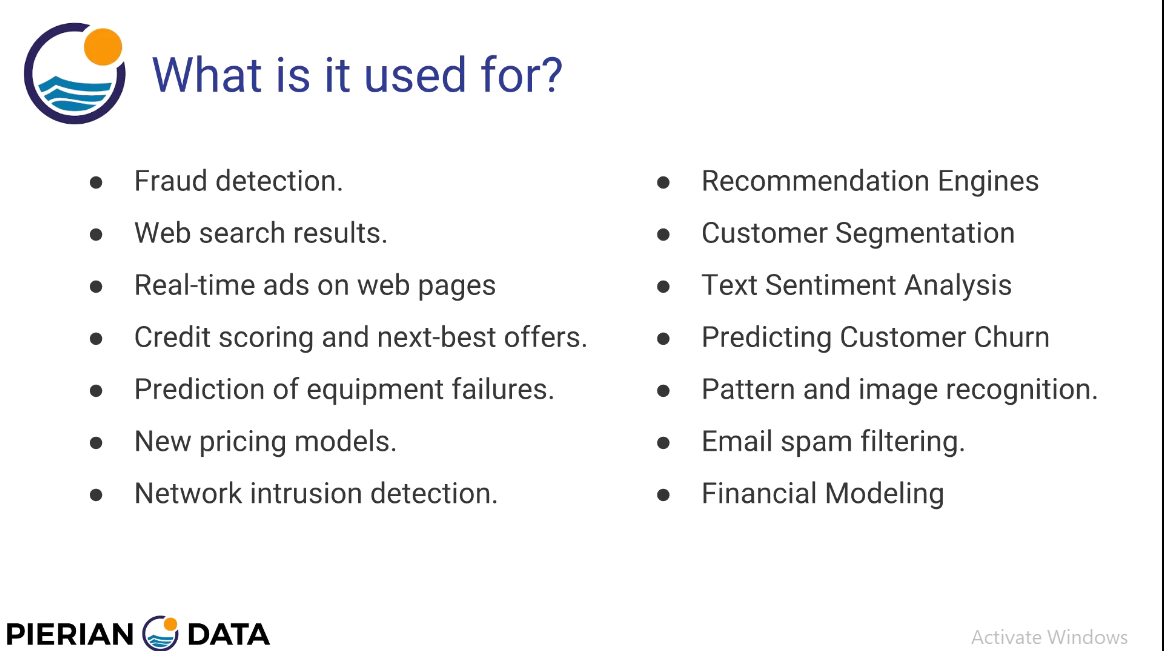 What is it used for?
● Fraud detection.
● Web search results.
● Real-time ads on web pages
● Credit scoring and next-best offers.
● Prediction of equipment failures.
● New pricing models.
● Network intrusion detection.
● Recommendation Engines
● Customer Segmentation
● Text Sentiment Analysis
● Predicting Customer Churn
● Pattern and image recognition.
● Email spam filtering.
● Financial Modeling
PIERIAN DATA
Activate Windows